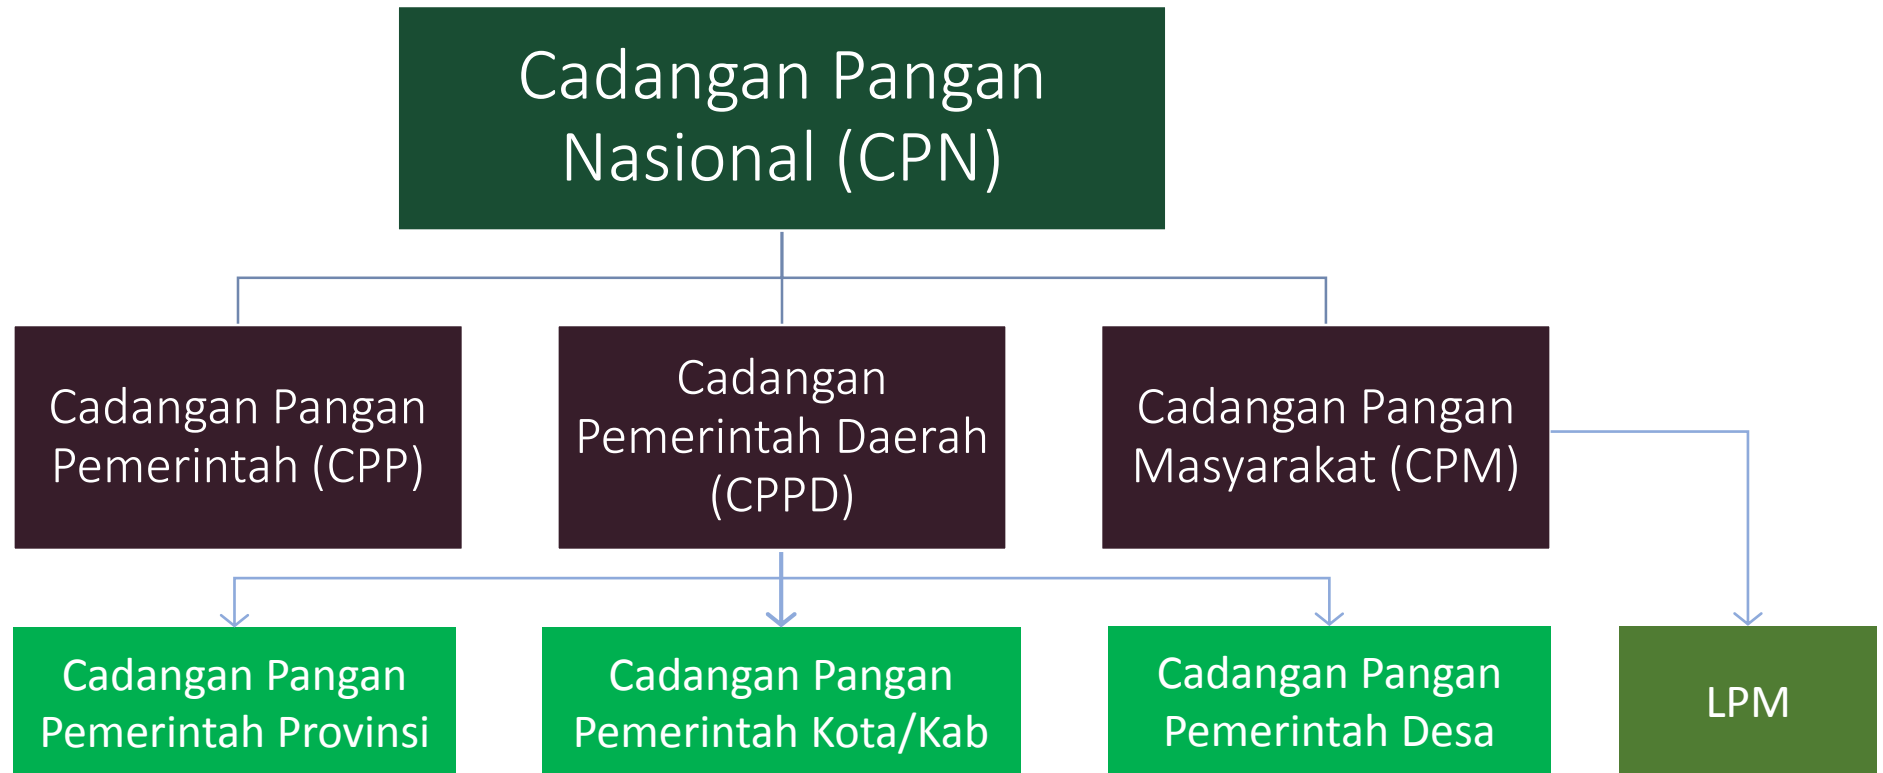 Cadangan Pangan
Nasional (CPN)
Cadangan Pangan
Pemerintah (CPP)
Cadangan
Pemerintah Daerah
(CPPD)
Cadangan Pangan
Masyarakat (CPM)
Cadangan Pangan
Pemerintah Provinsi
Cadangan Pangan
Pemerintah Kota/Kab
Cadangan Pangan
Pemerintah Desa
LPM